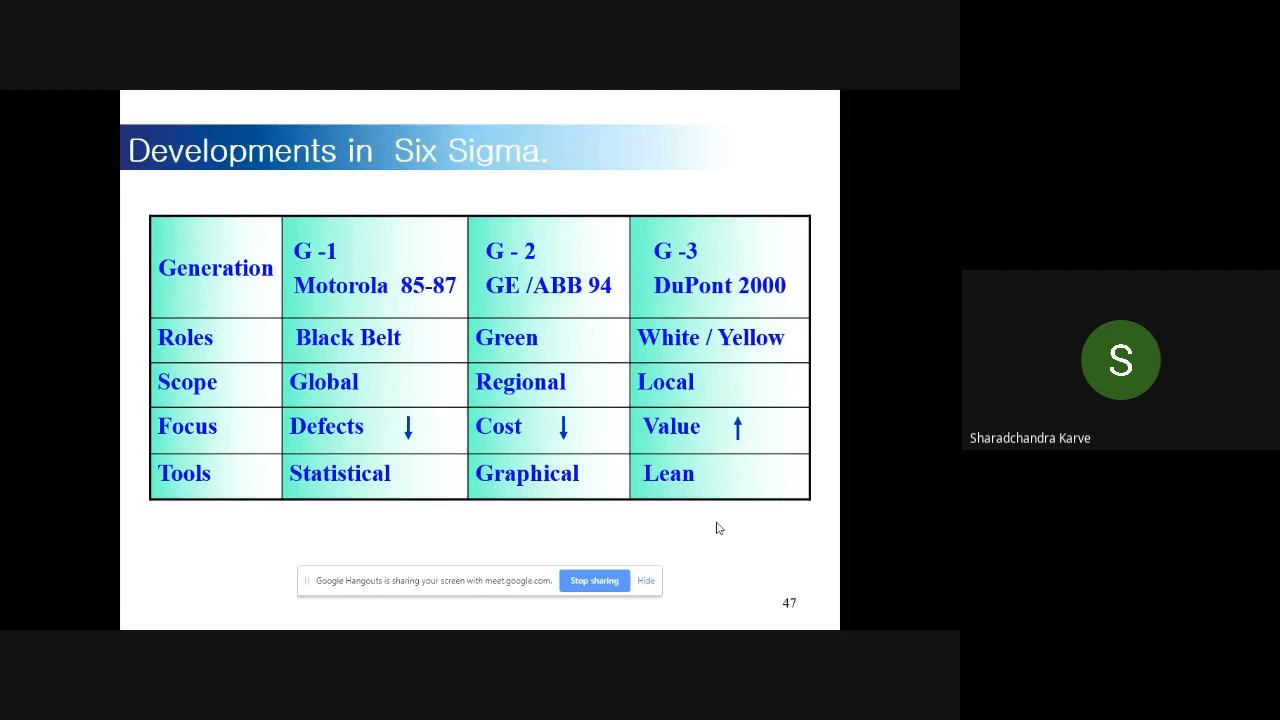 Developments in Six Sigma.
Generation
G -1
Motorola 85-87
G - 2
GE /ABB 94
G -3
DuPont 2000
Roles
Black Belt
Green
White / Yellow
Scope
Global
Regional
Local
Focus
Defects ↓
Cost ↓
Value ↑
Tools
Statistical
Graphical
Lean
Google Hangouts is sharing your screen with meet.google.com.
Stop sharing
Hide
47
S
Sharadchandra Karve